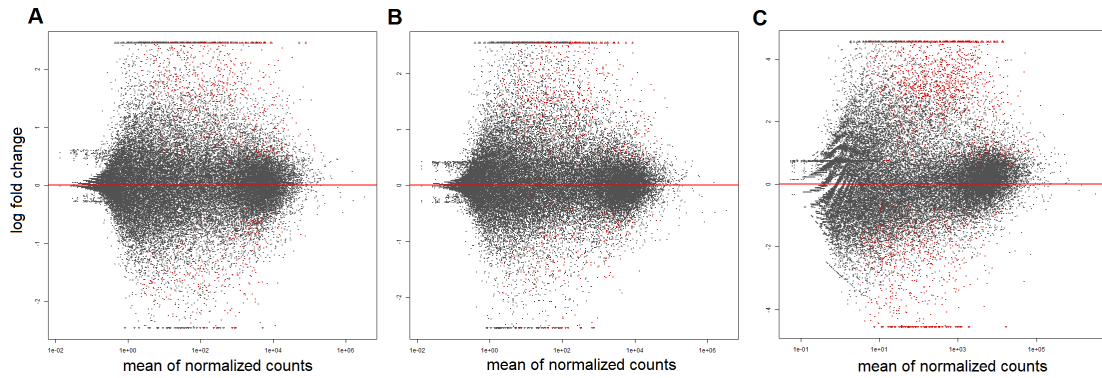 A
B
C
log fold change
2
1
0
-1
-2
2
1
0
-1
-2
4
2
0
-2
-4
1e-02 1e+00 1e+02 1e+04 1e+06
1e-02 1e+00 1e+02 1e+04 1e+06
1e-01 1e+01 1e+03 1e+05
mean of normalized counts
mean of normalized counts
mean of normalized counts